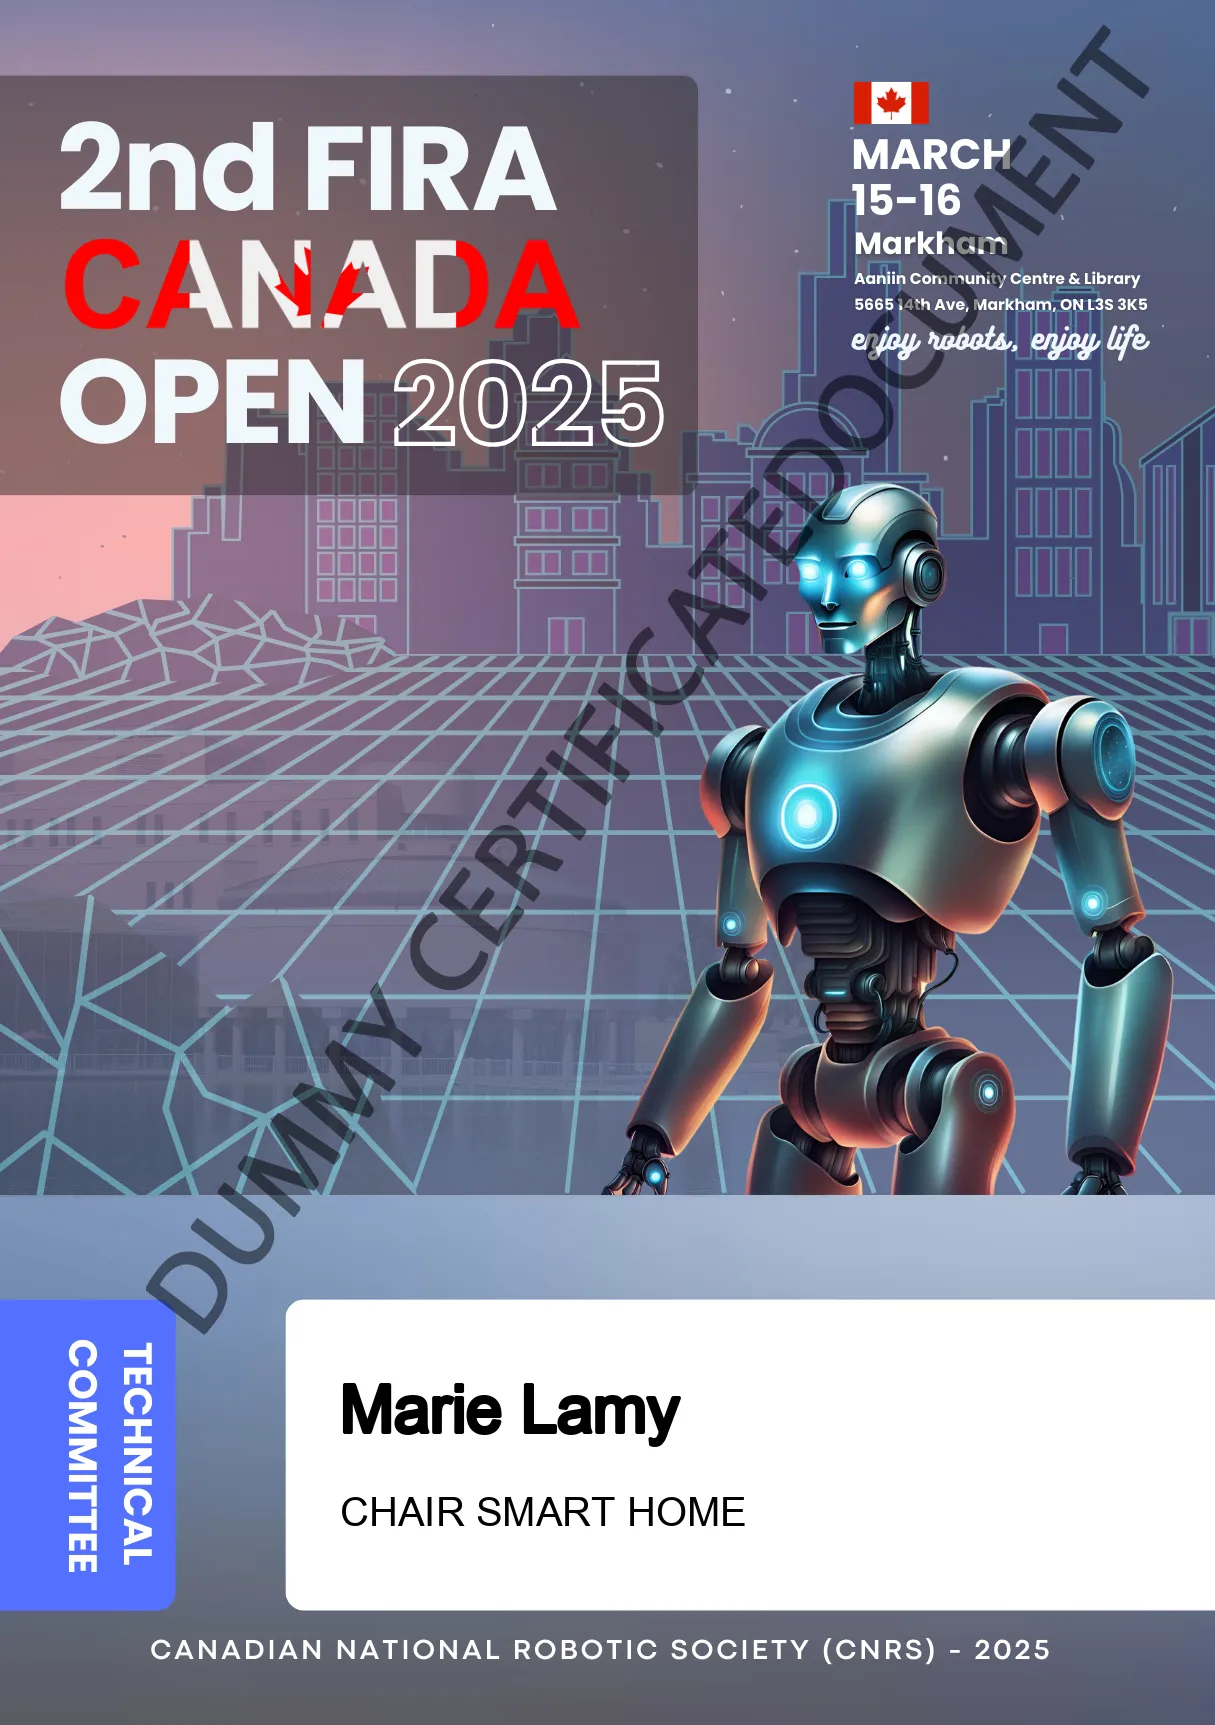 2nd FIRA
CANADA
OPEN 2025
MARCH
15-16
Markham
Aaniin Community Centre & Library
5665 14th Ave, Markham, ON L3S 3K5
enjoy robots, enjoy life
DUMMY CERTIFICATEDOCUMENT
TECHNICAL
COMMITTEE
Marie Lamy
CHAIR SMART HOME
CANADIAN NATIONAL ROBOTIC SOCIETY (CNRS) - 2025